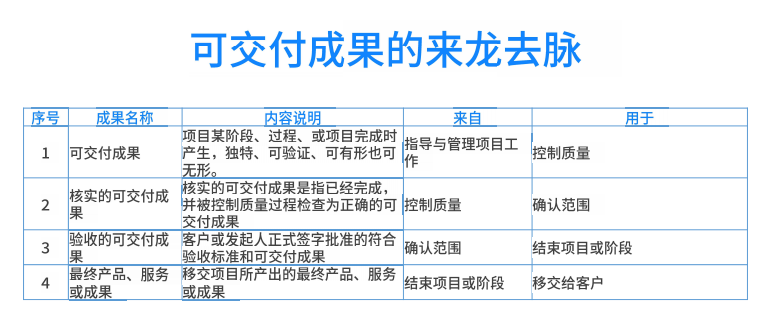 可交付成果的来龙去脉
序号 成果名称 内容说明 来自 用于
1 可交付成果 项目某阶段、过程、或项目完成时
产生，独特、可验证、可有形也可
无形。 指导与管理项目工
作 控制质量
2 核实的可交付成
果 核实的可交付成果是指已经完成，
并被控制质量过程检查为正确的可
交付成果 控制质量 确认范围
3 验收的可交付成
果 客户或发起人正式签字批准的符合
验收标准和可交付成果 确认范围 结束项目或阶段
4 最终产品、服务
或成果 移交项目所产出的最终产品、服务
或成果 结束项目或阶段 移交给客户